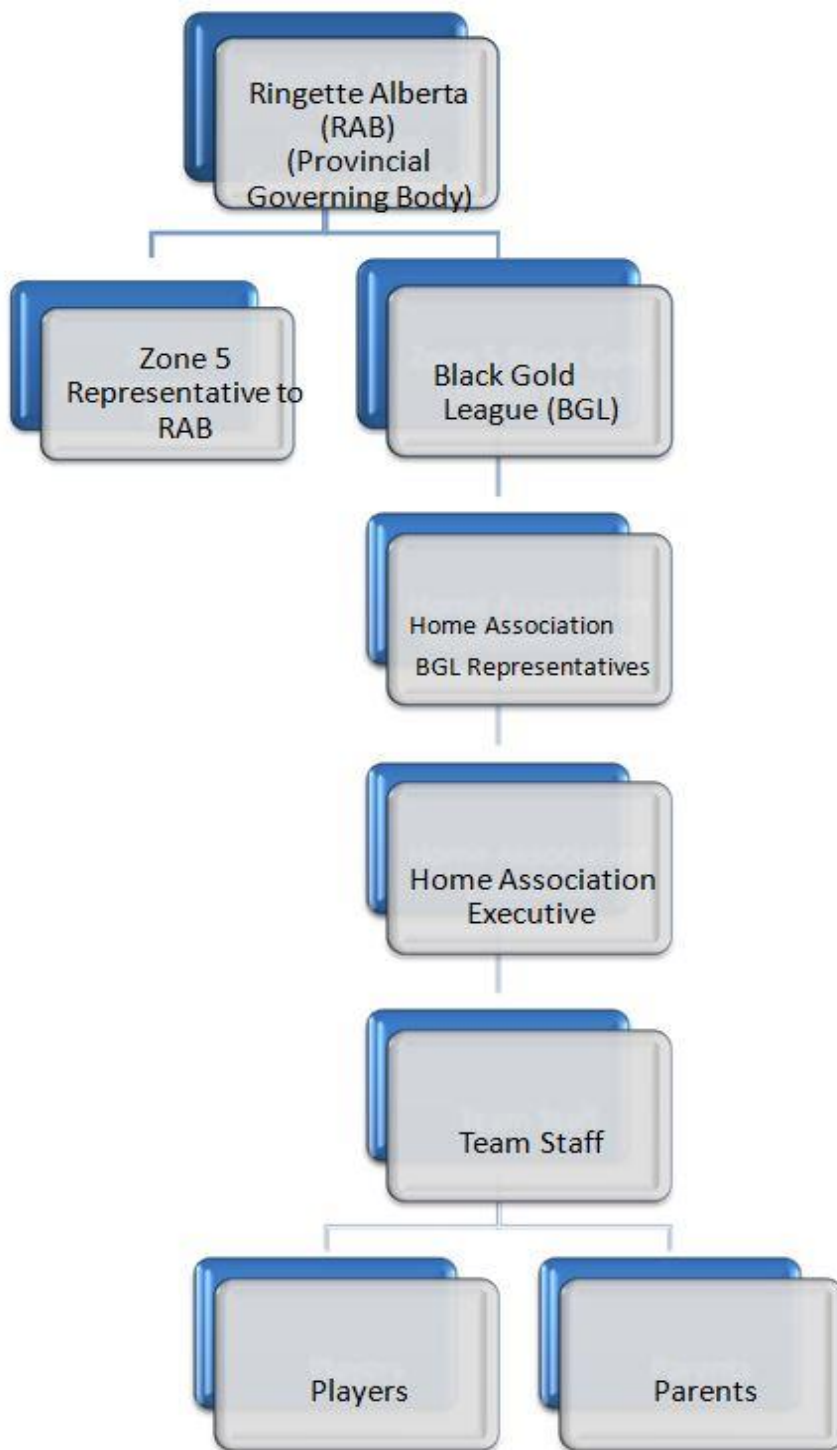 Ringette Alberta
(RAB)
(Provincial
Governing Body)
Zone 5
Representative to
RAB
Black Gold
League (BGL)
Home Association
BGL Representatives
Home Association
Executive
Team Staff
Players
Parents